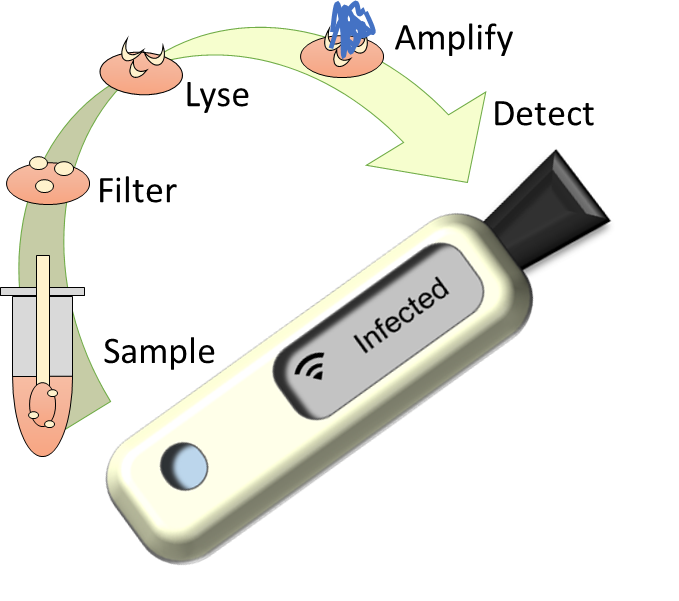 Amplify
Lyse
Detect
Filter
Sample
Infected